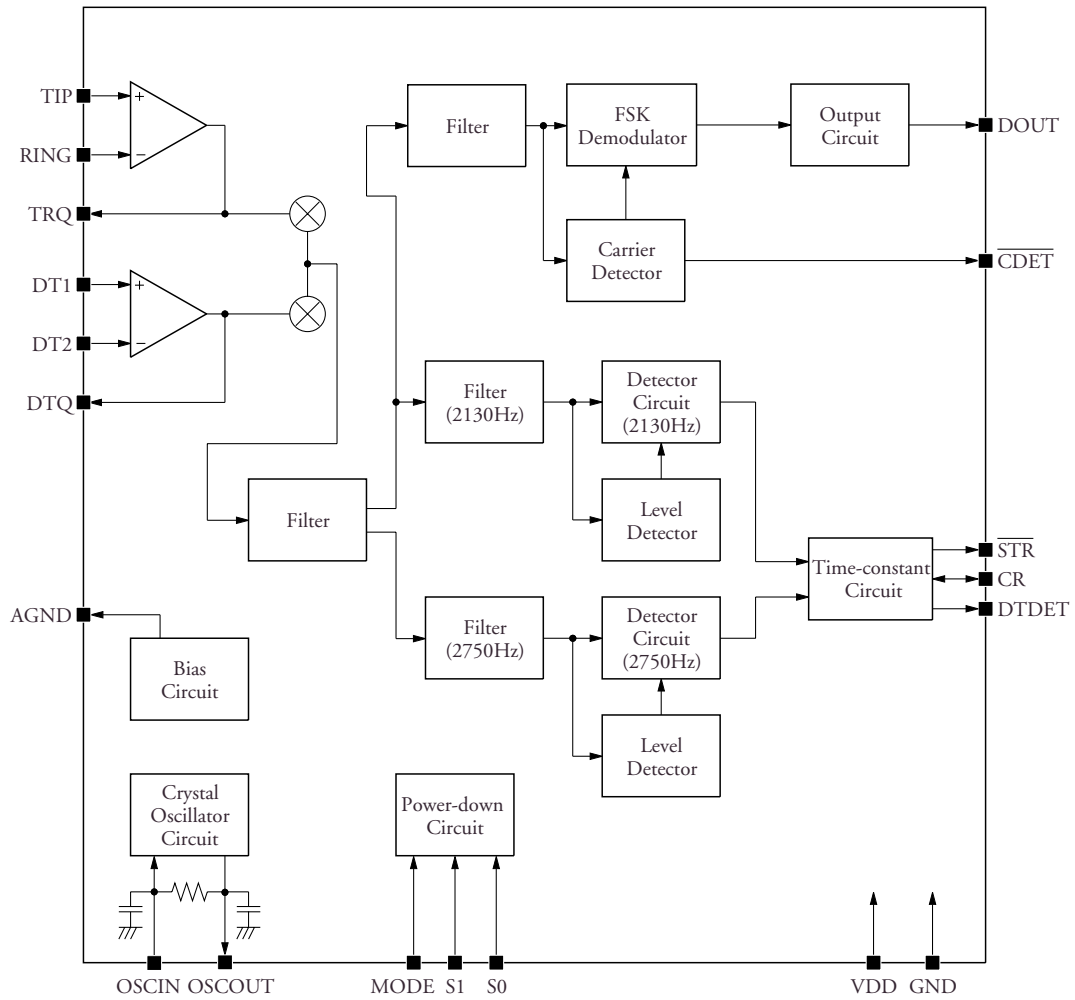 TIP
+
RING
−
TRQ
DT1
+
DT2
−
DTQ
Filter
FSK
Demodulator
Output
Circuit
DOUT
Carrier
Detector
CDET
Filter
(2130Hz)
Detector
Circuit
(2130Hz)
Filter
Level
Detector
Time-constant
Circuit
STR
CR
DTDET
AGND
Bias
Circuit
Filter
(2750Hz)
Detector
Circuit
(2750Hz)
Level
Detector
Crystal
Oscillator
Circuit
Power-down
Circuit
OSCIN
OSCOUT
MODE
S1
S0
VDD
GND